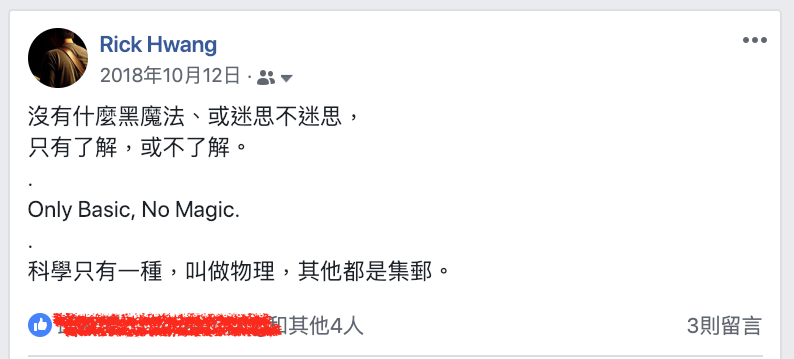 Rick Hwang
2018年10月12日 ·
沒有什麼黑魔法、或迷思不迷思，
只有了解，或不了解。
.
Only Basic, No Magic.
.
科學只有一種，叫做物理，其他都是集郵。
和其他4人
3則留言